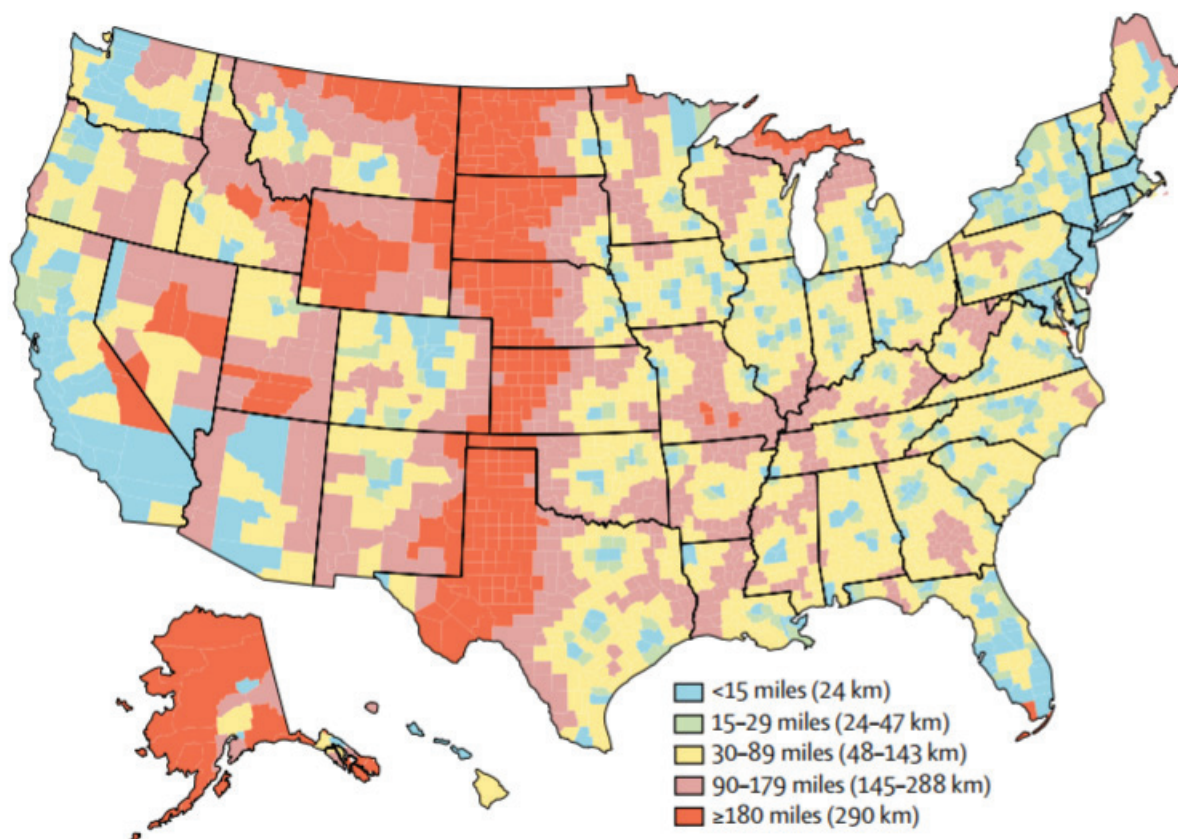 <15 miles (24 km)
15–29 miles (24–47 km)
30–89 miles (48–143 km)
90–179 miles (145–288 km)
≥180 miles (290 km)